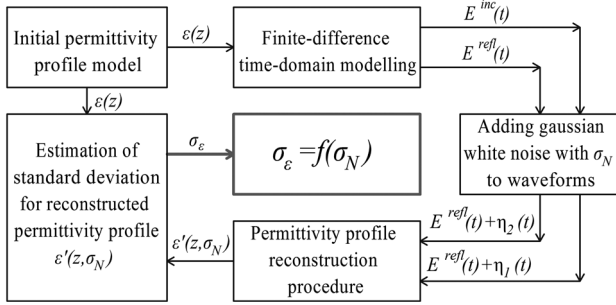 Initial permittivity
profile model
ε(z)
Finite-difference
time-domain modelling
E^inc(t)
E^refl(t)
ε(z)
Adding gaussian
white noise with σ_N
to waveforms
Estimation of
standard deviation
for reconstructed
permittivity profile
ε'(z,σ_N)
σ_ε
σ_ε=f(σ_N)
E^refl(t)+η_2(t)
E^refl(t)+η_1(t)
Permittivity profile
reconstruction
procedure
ε'(z,σ_N)